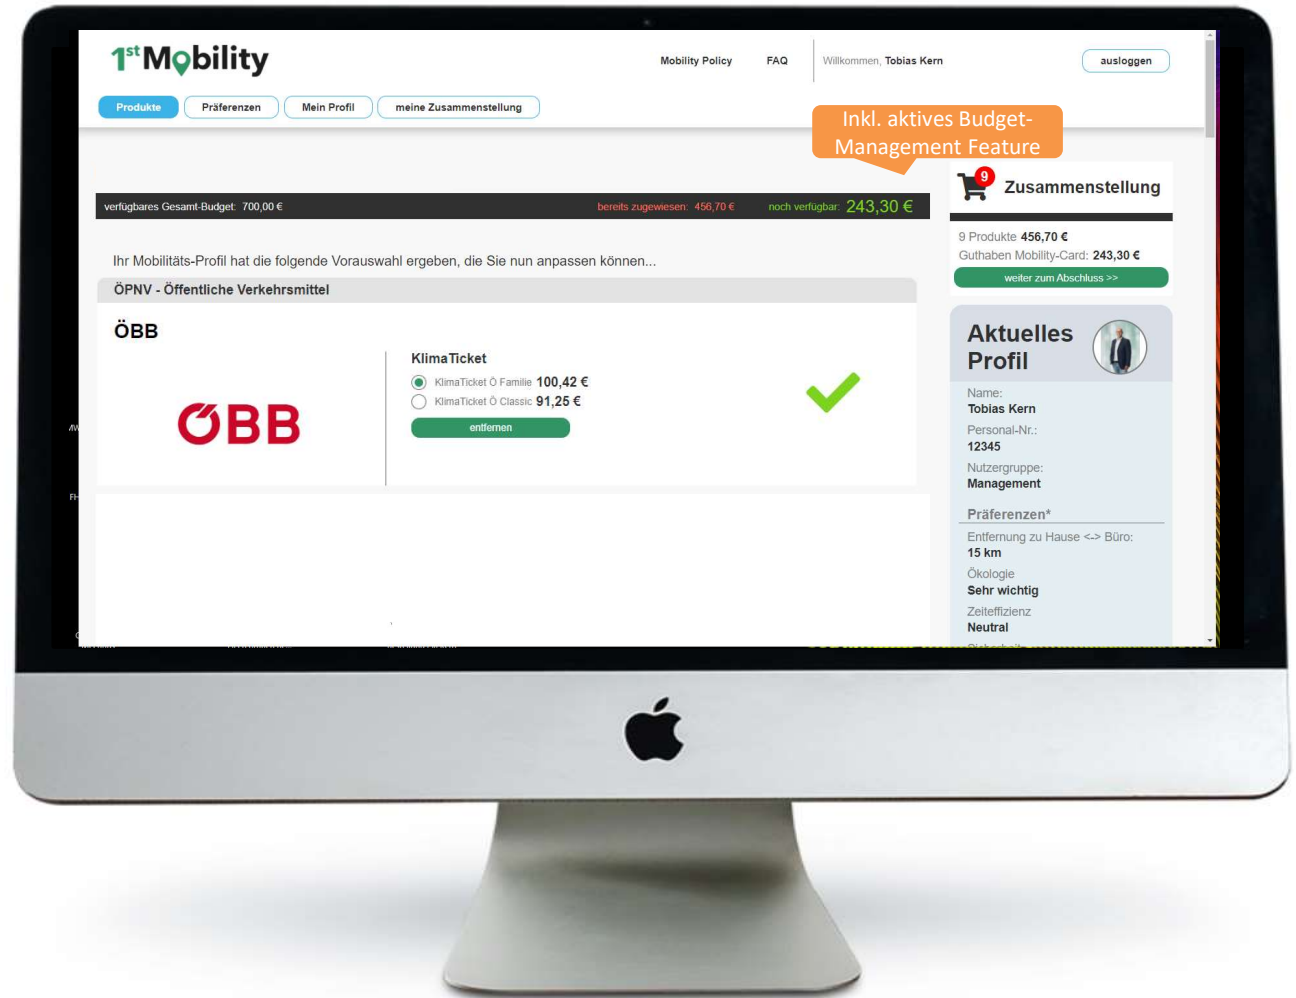 1st Mobility
Mobility Policy
FAQ
Willkommen, Tobias Kern
ausloggen
Produkte
Präferenzen
Mein Profil
meine Zusammenstellung
Inkl. aktives Budget-
Management Feature
verfügbares Gesamt-Budget: 700,00 €
bereits zugewiesen: 456,70 €
noch verfügbar: 243,30 €
9
Zusammenstellung
9 Produkte 456,70 €
Guthaben Mobility-Card: 243,30 €
weiter zum Abschluss >>
Ihr Mobilitäts-Profil hat die folgende Vorauswahl ergeben, die Sie nun anpassen können...
ÖPNV - Öffentliche Verkehrsmittel
ÖBB
ÖBB
KlimaTicket
KlimaTicket Ö Familie 100,42 €
KlimaTicket Ö Classic 91,25 €
entfernen
Aktuelles
Profil
Name:
Tobias Kern
Personal-Nr.:
12345
Nutzergruppe:
Management
Präferenzen*
Entfernung zu Hause <-> Büro:
15 km
Ökologie
Sehr wichtig
Zeiteffizienz
Neutral